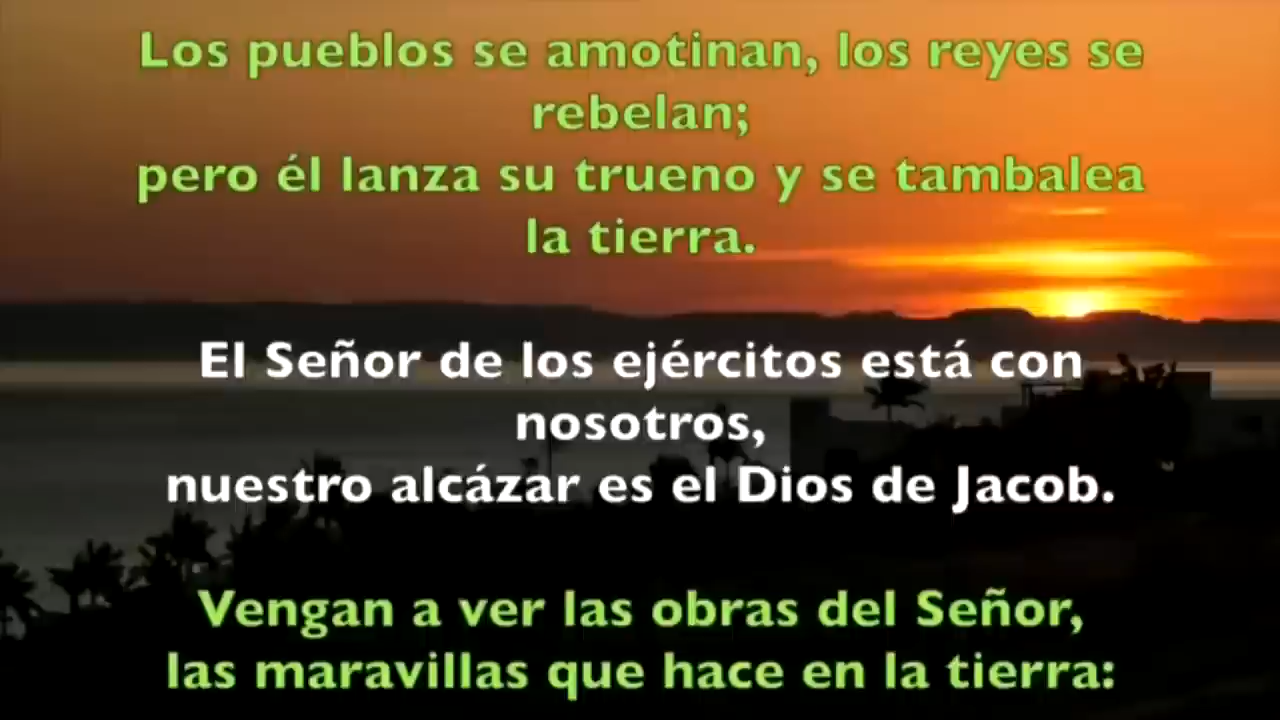 Los pueblos se amotinan, los reyes se
rebelan;
pero él lanza su trueno y se tambalea
la tierra.
El Señor de los ejércitos está con
nosotros,
nuestro alcázar es el Dios de Jacob.
Vengan a ver las obras del Señor,
las maravillas que hace en la tierra: